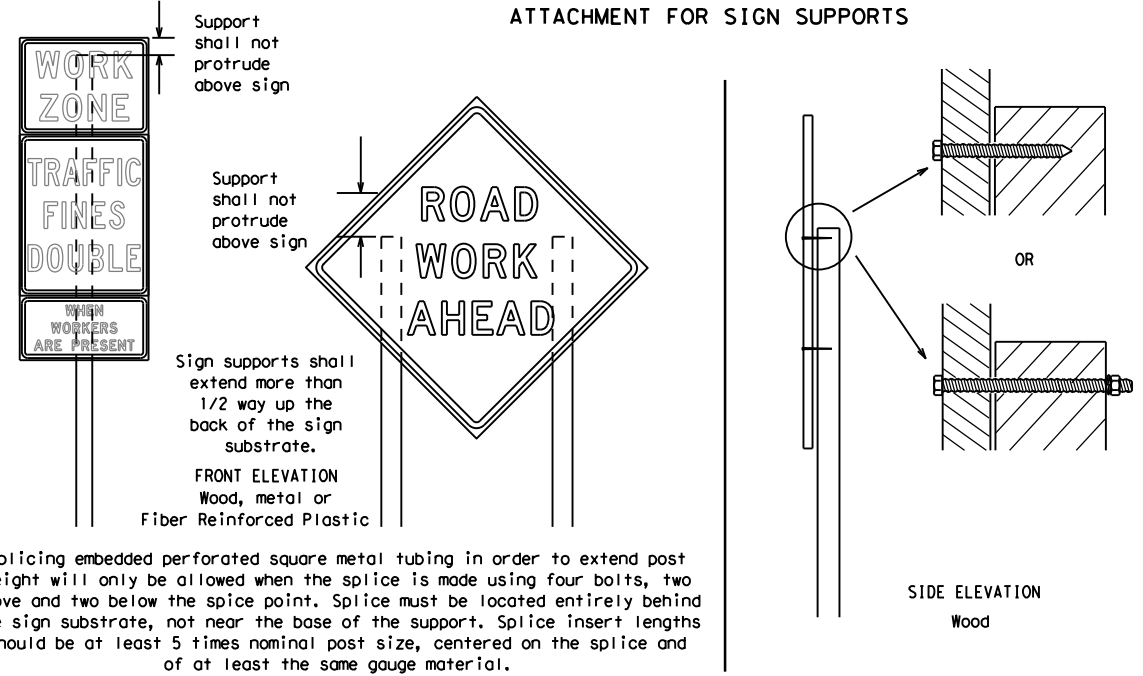 ATTACHMENT FOR SIGN SUPPORTS
Support
shall not
protrude
above sign
WORK
ZONE
TRAFFIC
FINES
DOUBLE
WHEN
WORKERS
ARE PRESENT
Support
shall not
protrude
above sign
ROAD
WORK
AHEAD
Sign supports shall
extend more than
1/2 way up the
back of the sign
substrate.
FRONT ELEVATION
Wood, metal or
Fiber Reinforced Plastic
OR
SIDE ELEVATION
Wood
plicing embedded perforated square metal tubing in order to extend post
eight will only be allowed when the splice is made using four bolts, two
ove and two below the spice point. Splice must be located entirely behind
e sign substrate, not near the base of the support. Splice insert lengths
hould be at least 5 times nominal post size, centered on the splice and
of at least the same gauge material.